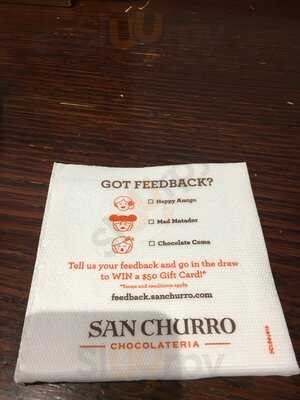 GOT FEEDBACK?
Happy Amigo
Mad Matador
Chocolate Coma
Tell us your feedback and go in the draw
to WIN a $50 Gift Card!*
*Terms and conditions apply.
feedback.sanchurro.com
SAN CHURRO
CHOCOLATERIA